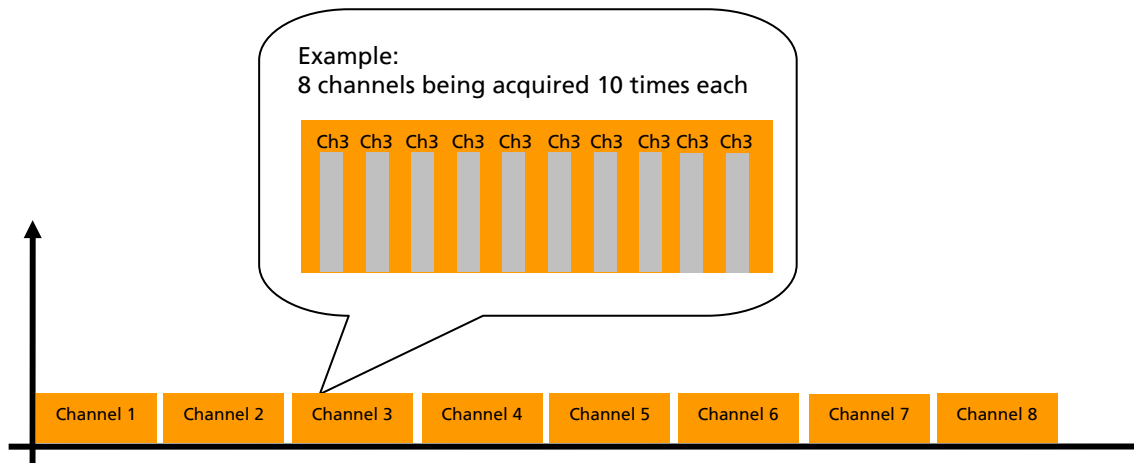 Example:
8 channels being acquired 10 times each
Ch3 Ch3 Ch3 Ch3 Ch3 Ch3 Ch3 Ch3 Ch3 Ch3
Channel 1 Channel 2 Channel 3 Channel 4 Channel 5 Channel 6 Channel 7 Channel 8